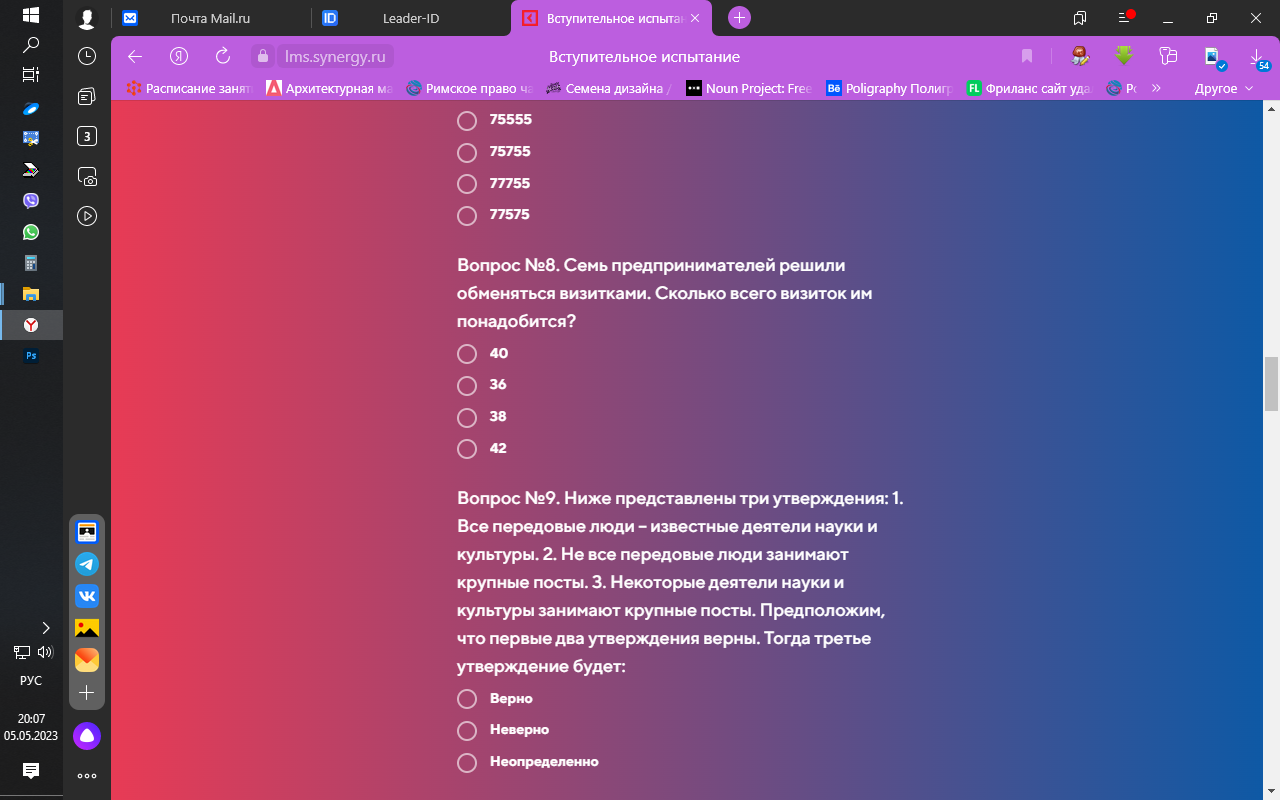 Почта Mail.ru
ID
Leader-ID
Вступительное испытан
Я
lms.synergy.ru
Вступительное испытание
54
Расписание занят
Архитектурная ма
Римское право ча
Семена дизайна /
Noun Project: Free
Bē
Poligraphy Полигр
FL
Фриланс сайт уда
Ро
»
Другое
3
75555
75755
77755
77575
Вопрос №8. Семь предпринимателей решили
обменяться визитками. Сколько всего визиток им
понадобится?
40
36
38
42
Вопрос №9. Ниже представлены три утверждения: 1.
Все передовые люди – известные деятели науки и
культуры. 2. Не все передовые люди занимают
крупные посты. 3. Некоторые деятели науки и
культуры занимают крупные посты. Предположим,
что первые два утверждения верны. Тогда третье
утверждение будет:
Верно
Неверно
Неопределенно
Y
Ps
РУС
20:07
05.05.2023